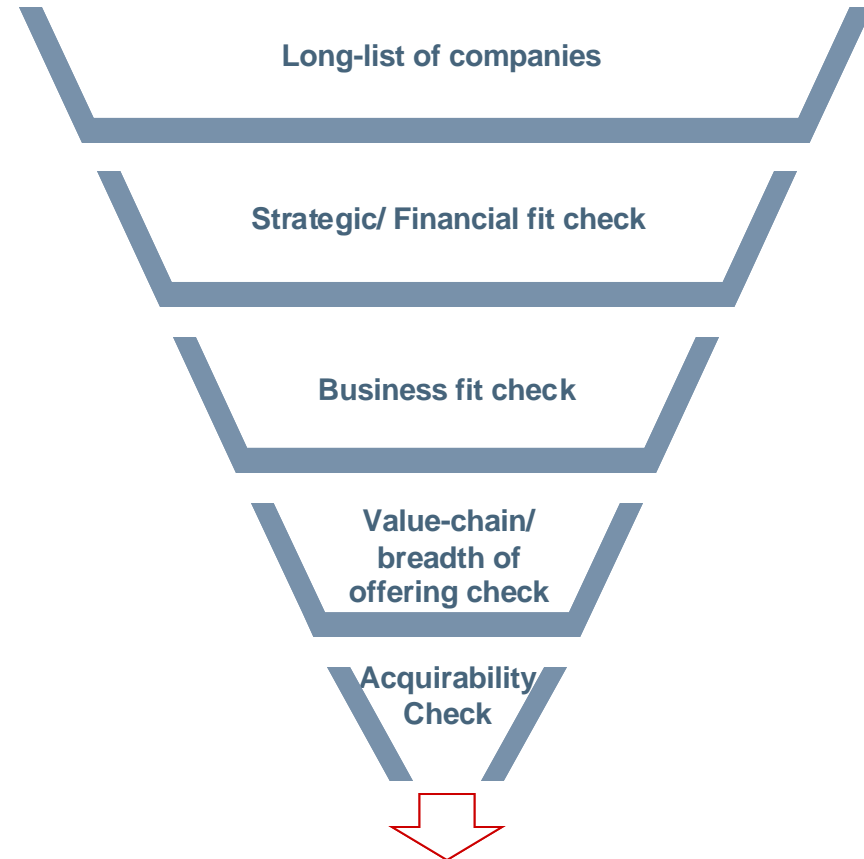 Long-list of companies
Strategic/ Financial fit check
Business fit check
Value-chain/
breadth of
offering check
Acquirability
Check